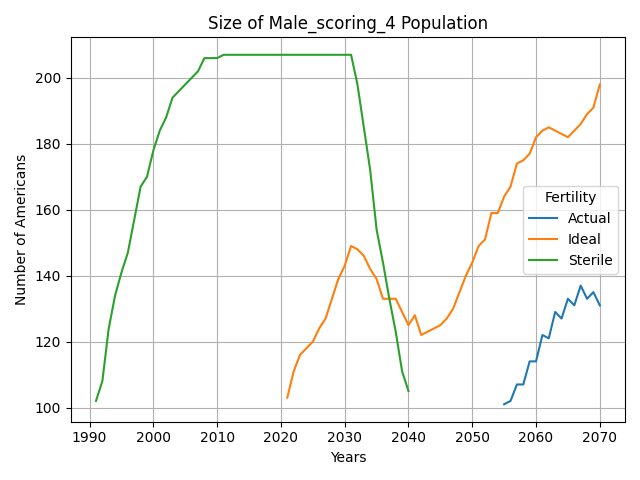 Size of Male_scoring_4 Population
Number of Americans
200
180
160
140
120
100
Fertility
Actual
Ideal
Sterile
1990 2000 2010 2020 2030 2040 2050 2060 2070
Years